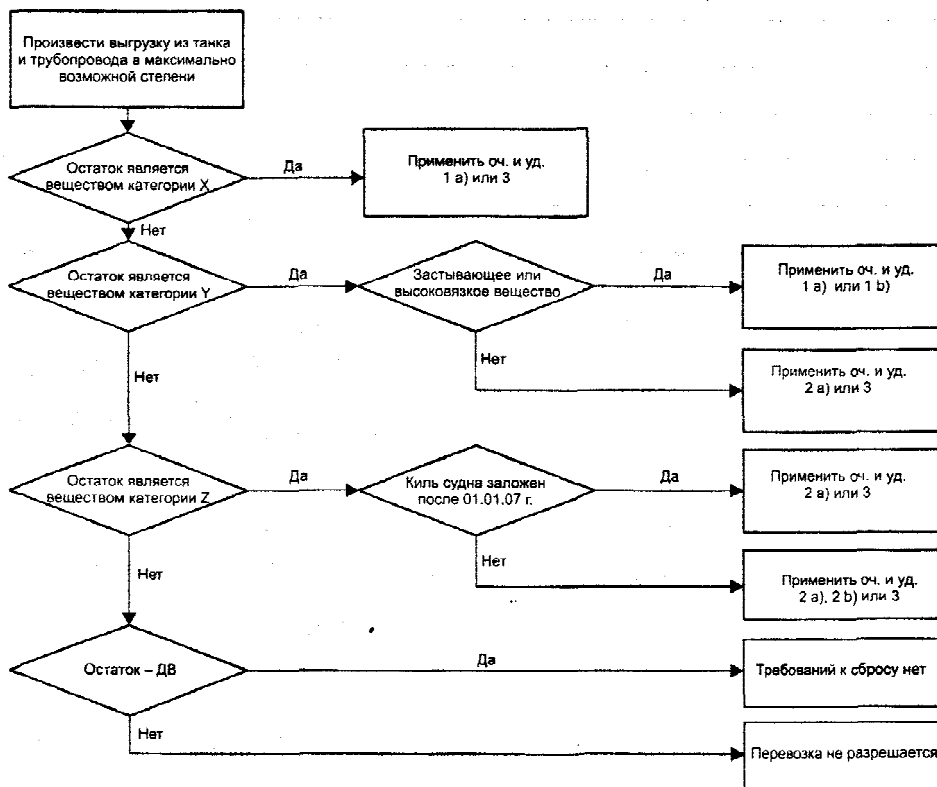 Произвести выгрузку из танка
и трубопровода в максимально
возможной степени
Остаток является
веществом категории X
Да
Применить оч. и уд.
1 a) или 3
Нет
Остаток является
веществом категории Y
Да
Застывающее или
высоковязкое вещество
Да
Применить оч. и уд.
1 a) или 1 b)
Нет
Применить оч. и уд.
2 a) или 3
Нет
Остаток является
веществом категории Z
Да
Киль судна заложен
после 01.01.07 г.
Да
Применить оч. и уд.
2 a) или 3
Нет
Применить оч. и уд.
2 a), 2 b) или 3
Нет
Остаток – ДВ
Да
Требований к сбросу нет
Нет
Перевозка не разрешается